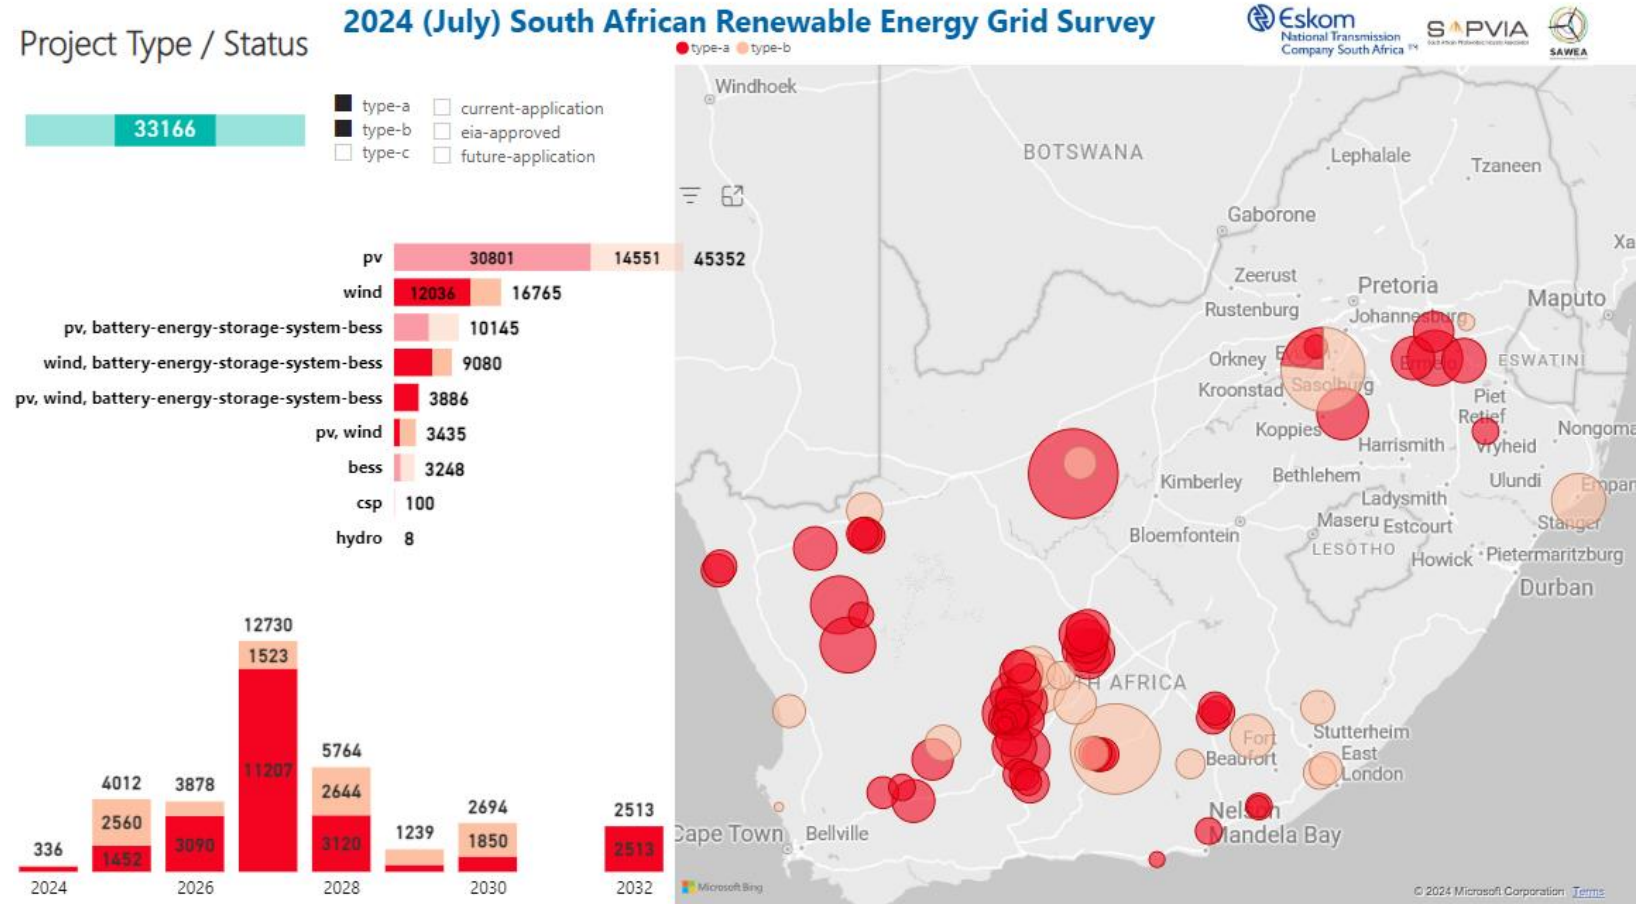 2024 (July) South African Renewable Energy Grid Survey
Project Type / Status
type-a type-b
Eskom
National Transmission
Company South Africa
SAPVIA
SAWEA
33166
type-a
type-b
type-c
current-application
eia-approved
future-application
pv 30801 14551 45352
wind 12036 16765
pv, battery-energy-storage-system-bess 10145
wind, battery-energy-storage-system-bess 9080
pv, wind, battery-energy-storage-system-bess 3886
pv, wind 3435
bess 3248
csp 100
hydro 8
336
4012
2560
1452
3878
3090
12730
1523
11207
5764
2644
3120
1239
2694
1850
2513
2513
2024 2026 2028 2030 2032
Windhoek
BOTSWANA
Lephalale
Tzaneen
Gaborone
Xa
Zeerust
Pretoria
Rustenburg
Johannesburg
Maputo
Orkney
Ermelo
ESWATINI
Kroonstad
Sasolburg
Piet
Retief
Koppies
Harrismith
Vryheid
Nongoma
Kimberley
Bethlehem
Ulundi
Empan
Ladysmith
Bloemfontein
Maseru
Estcourt
Stanger
LESOTHO
Howick
Pietermaritzburg
Durban
TH AFRICA
Stutterheim
Fort
Beaufort
East
London
Nelson
Mandela Bay
Cape Town
Bellville
Microsoft Bing
© 2024 Microsoft Corporation Terms